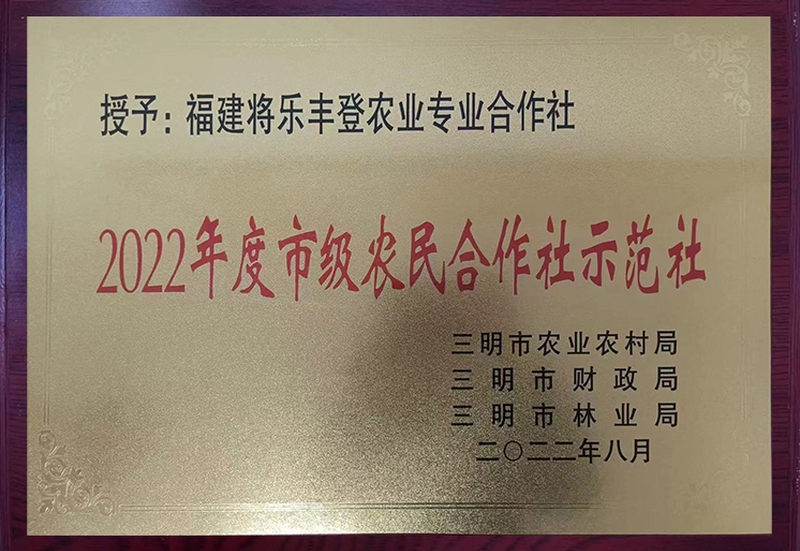 授予：福建将乐丰登农业专业合作社
2022年度市级农民合作社示范社
三明市农业农村局
三明市财政局
三明市林业局
二〇二二年八月